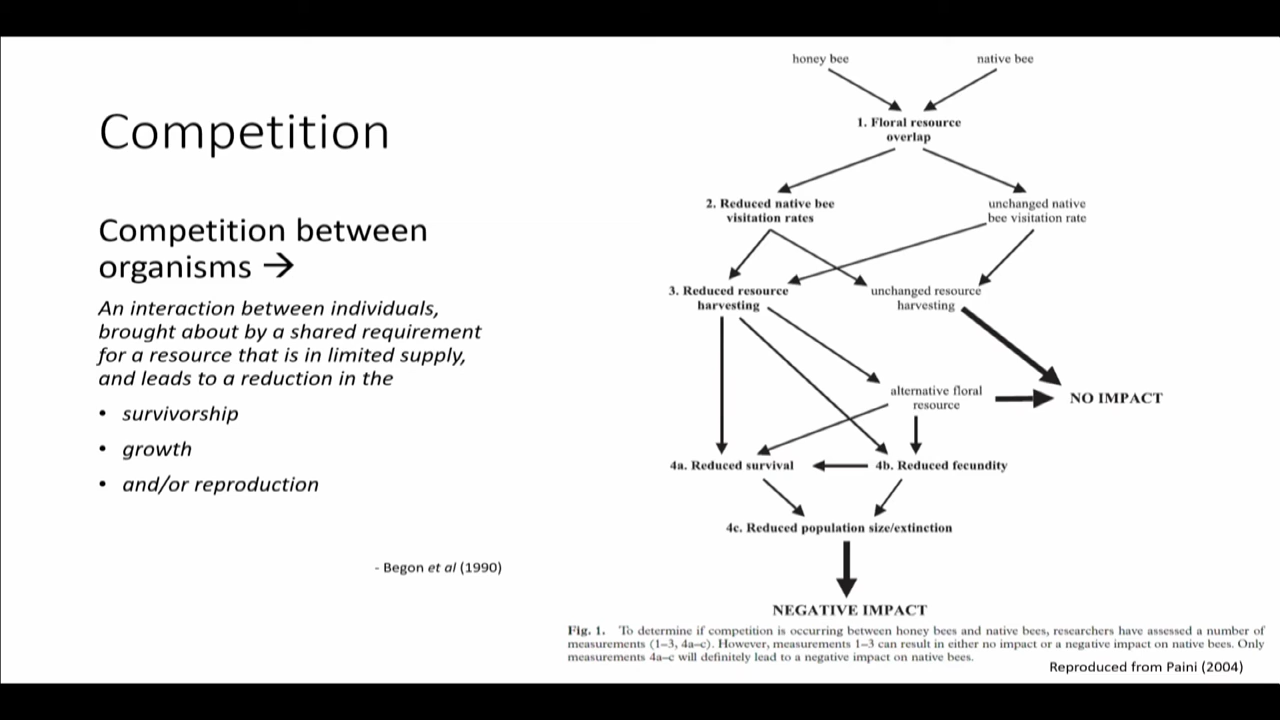 Competition
Competition between
organisms →
An interaction between individuals,
brought about by a shared requirement
for a resource that is in limited supply,
and leads to a reduction in the
• survivorship
• growth
• and/or reproduction
- Begon et al (1990)
honey bee
native bee
1. Floral resource
overlap
2. Reduced native bee
visitation rates
unchanged native
bee visitation rate
3. Reduced resource
harvesting
unchanged resource
harvesting
alternative floral
resource
NO IMPACT
4a. Reduced survival
4b. Reduced fecundity
4c. Reduced population size/extinction
NEGATIVE IMPACT
Fig. 1. To determine if competition is occurring between honey bees and native bees, researchers have assessed a number of
measurements (1–3, 4a–c). However, measurements 1–3 can result in either no impact or a negative impact on native bees. Only
measurements 4a–c will definitely lead to a negative impact on native bees.
Reproduced from Paini (2004)